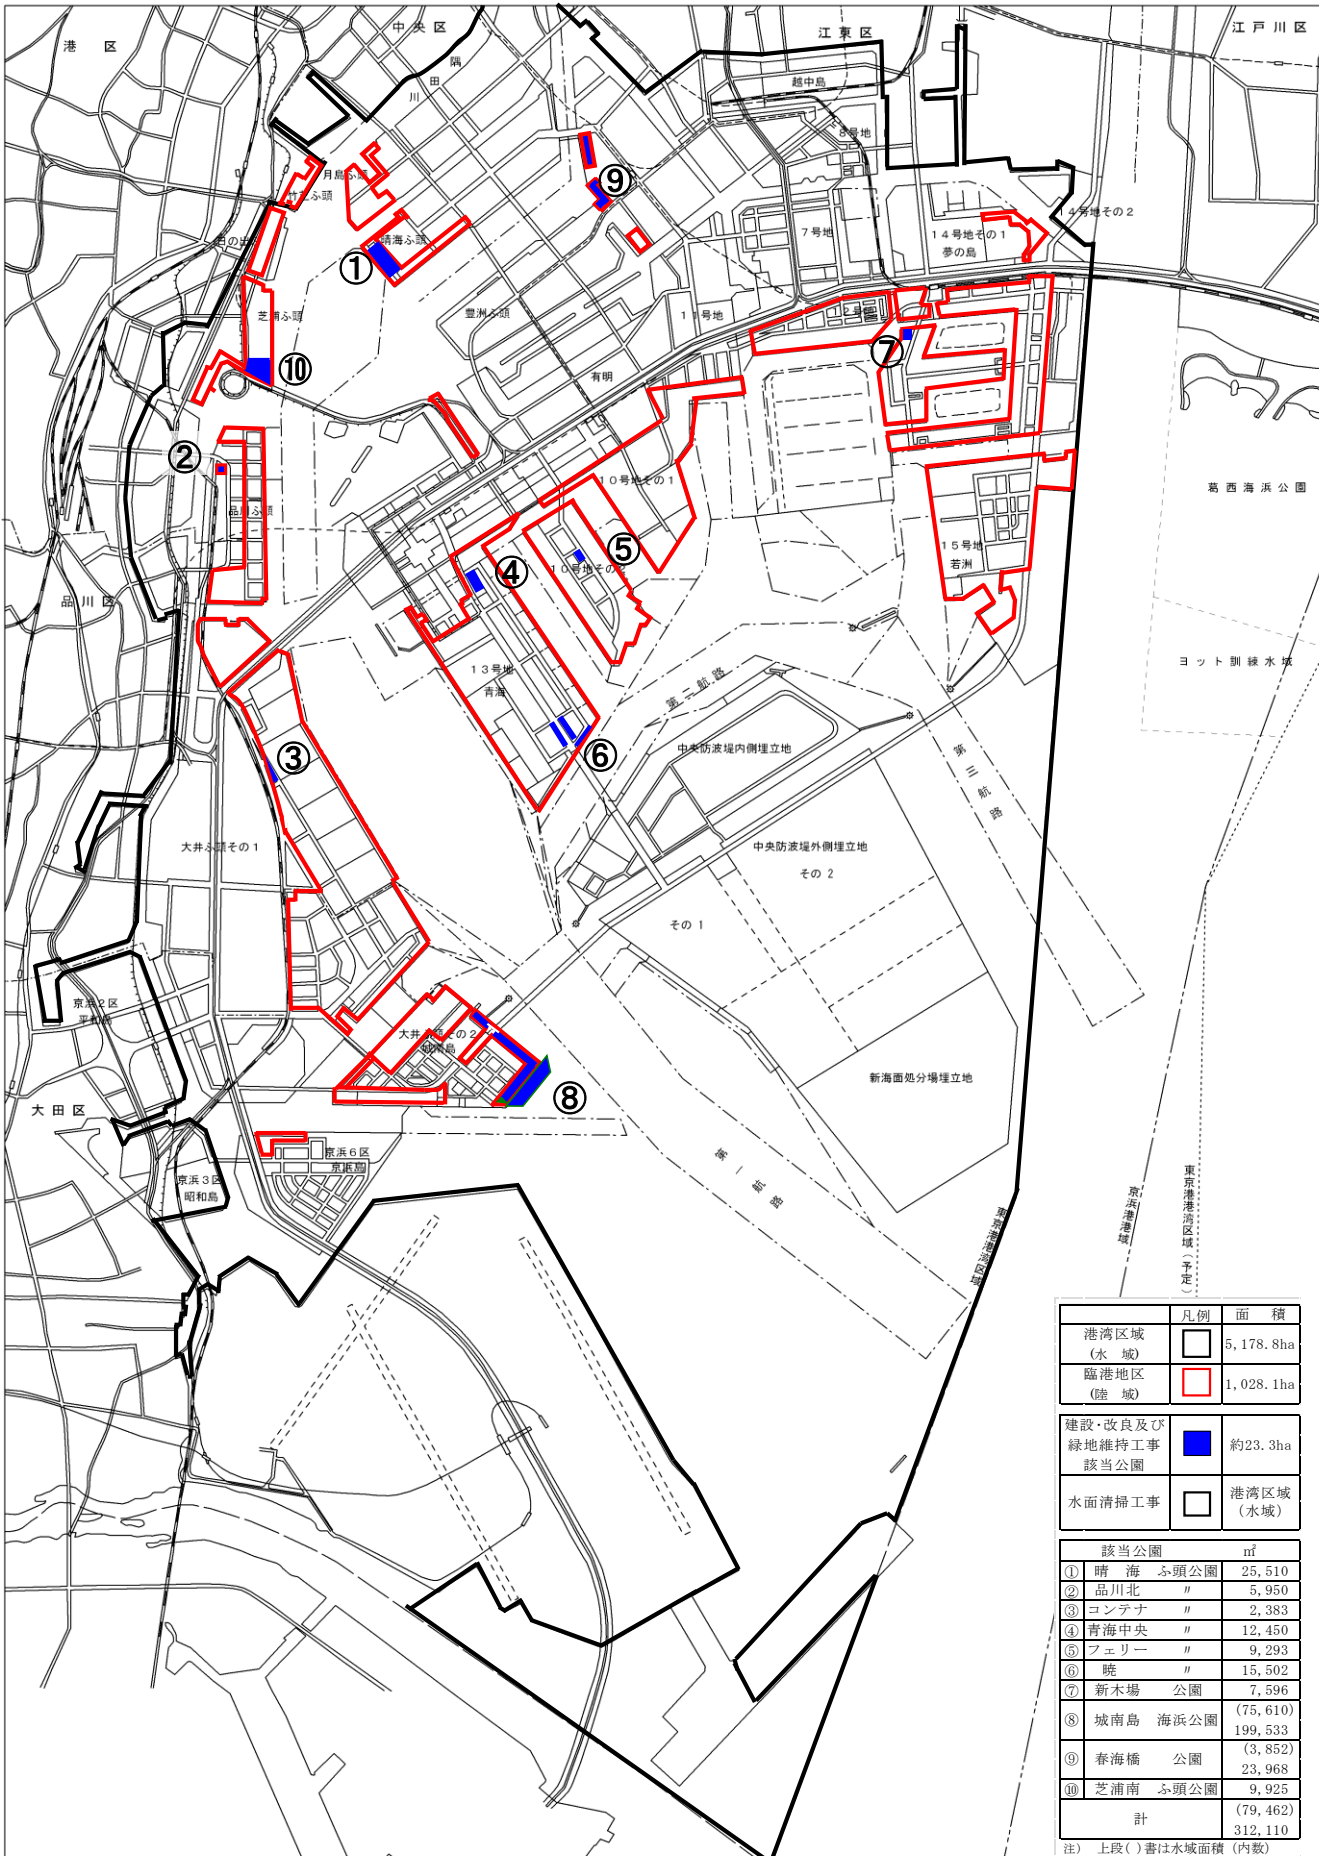 港 区
中央区
江東区
江戸川区
隅
田
川
越中島
8号地
月島ふ頭
竹芝ふ頭
⑨
14号地その2
7号地
14号地その1
夢の島
日の出
晴海ふ頭
①
芝浦ふ頭
豊洲ふ頭
11号地
12号地
⑦
⑩
有明
②
10号地その1
葛西海浜公園
品川ふ頭
⑤
15号地
若洲
④
10号地その2
品川区
ヨット訓練水域
13号地
青海
第二航路
中央防波堤内側埋立地
⑥
③
第三航路
大井ふ頭その1
中央防波堤外側埋立地
その2
その1
京浜2区
平和島
大井ふ頭その2
城南島
新海面処分場埋立地
⑧
大田区
京浜6区
京浜島
第一航路
京浜3区
昭和島
東京港港湾区域
京浜港港域
東京港港湾区域(予定)
凡例 面 積
港湾区域
(水 域) 5,178.8ha
臨港地区
(陸 域) 1,028.1ha
建設・改良及び
緑地維持工事
該当公園 約23.3ha
水面清掃工事 港湾区域
(水域)
該当公園 ㎡
① 晴 海 ふ頭公園 25,510
② 品川北 〃 5,950
③ コンテナ 〃 2,383
④ 青海中央 〃 12,450
⑤ フェリー 〃 9,293
⑥ 暁 〃 15,502
⑦ 新木場 公園 7,596
⑧ 城南島 海浜公園 (75,610)
199,533
⑨ 春海橋 公園 (3,852)
23,968
⑩ 芝浦南 ふ頭公園 9,925
計 (79,462)
312,110
注) 上段( )書は水域面積(内数)